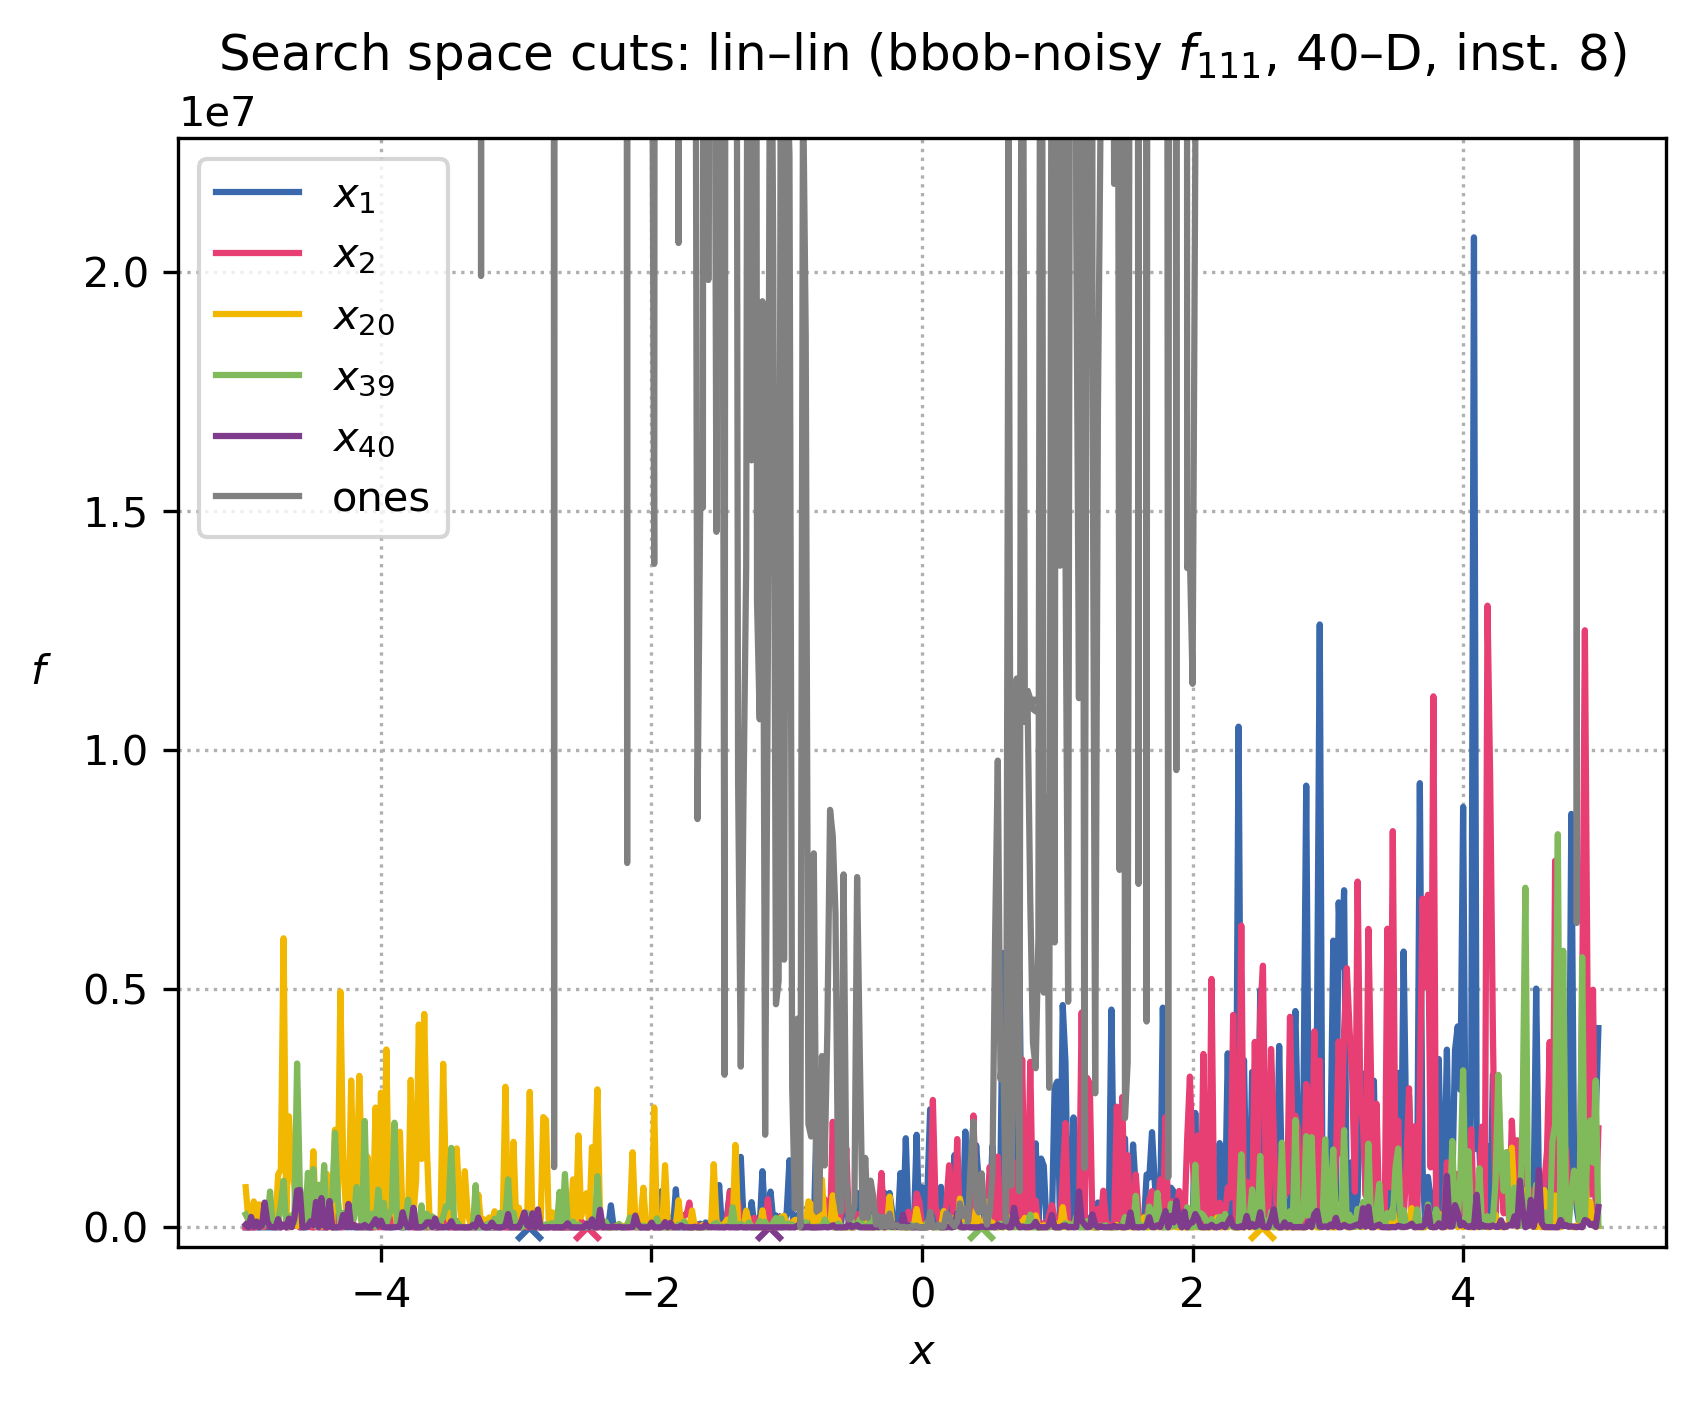 Search space cuts: lin–lin (bbob-noisy f₁₁₁, 40–D, inst. 8)
1e7
x₁
x₂
x₂₀
x₃₉
x₄₀
ones
2.0
1.5
1.0
0.5
0.0
f
−4
−2
0
2
4
x